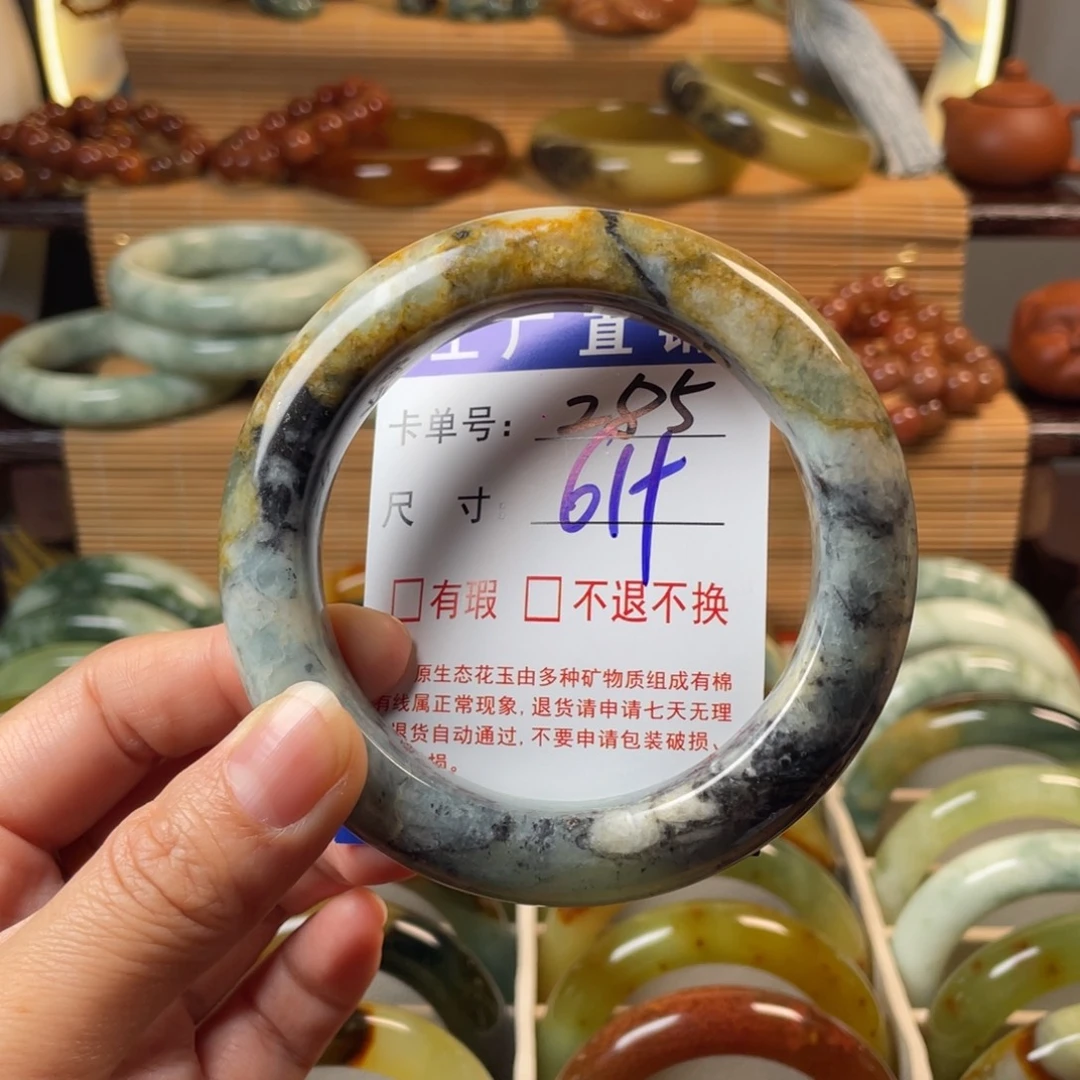 工厂直销
卡单号: 285
尺 寸: 61
□有瑕 □不退不换
原生态花玉由多种矿物质组成有棉
有线属正常现象,退货请申请七天无理
退货自动通过,不要申请包装破损、
损。